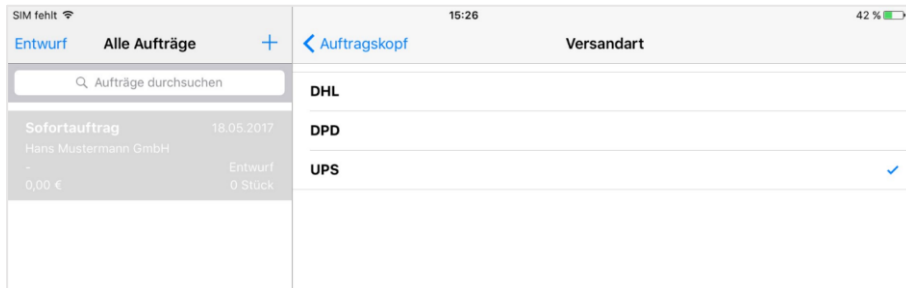 SIM fehlt 15:26 42 %
Entwurf Alle Aufträge + Auftragskopf Versandart
Aufträge durchsuchen
DHL
Sofortauftrag 18.05.2017
Hans Mustermann GmbH
- Entwurf
0,00 € 0 Stück
DPD
UPS